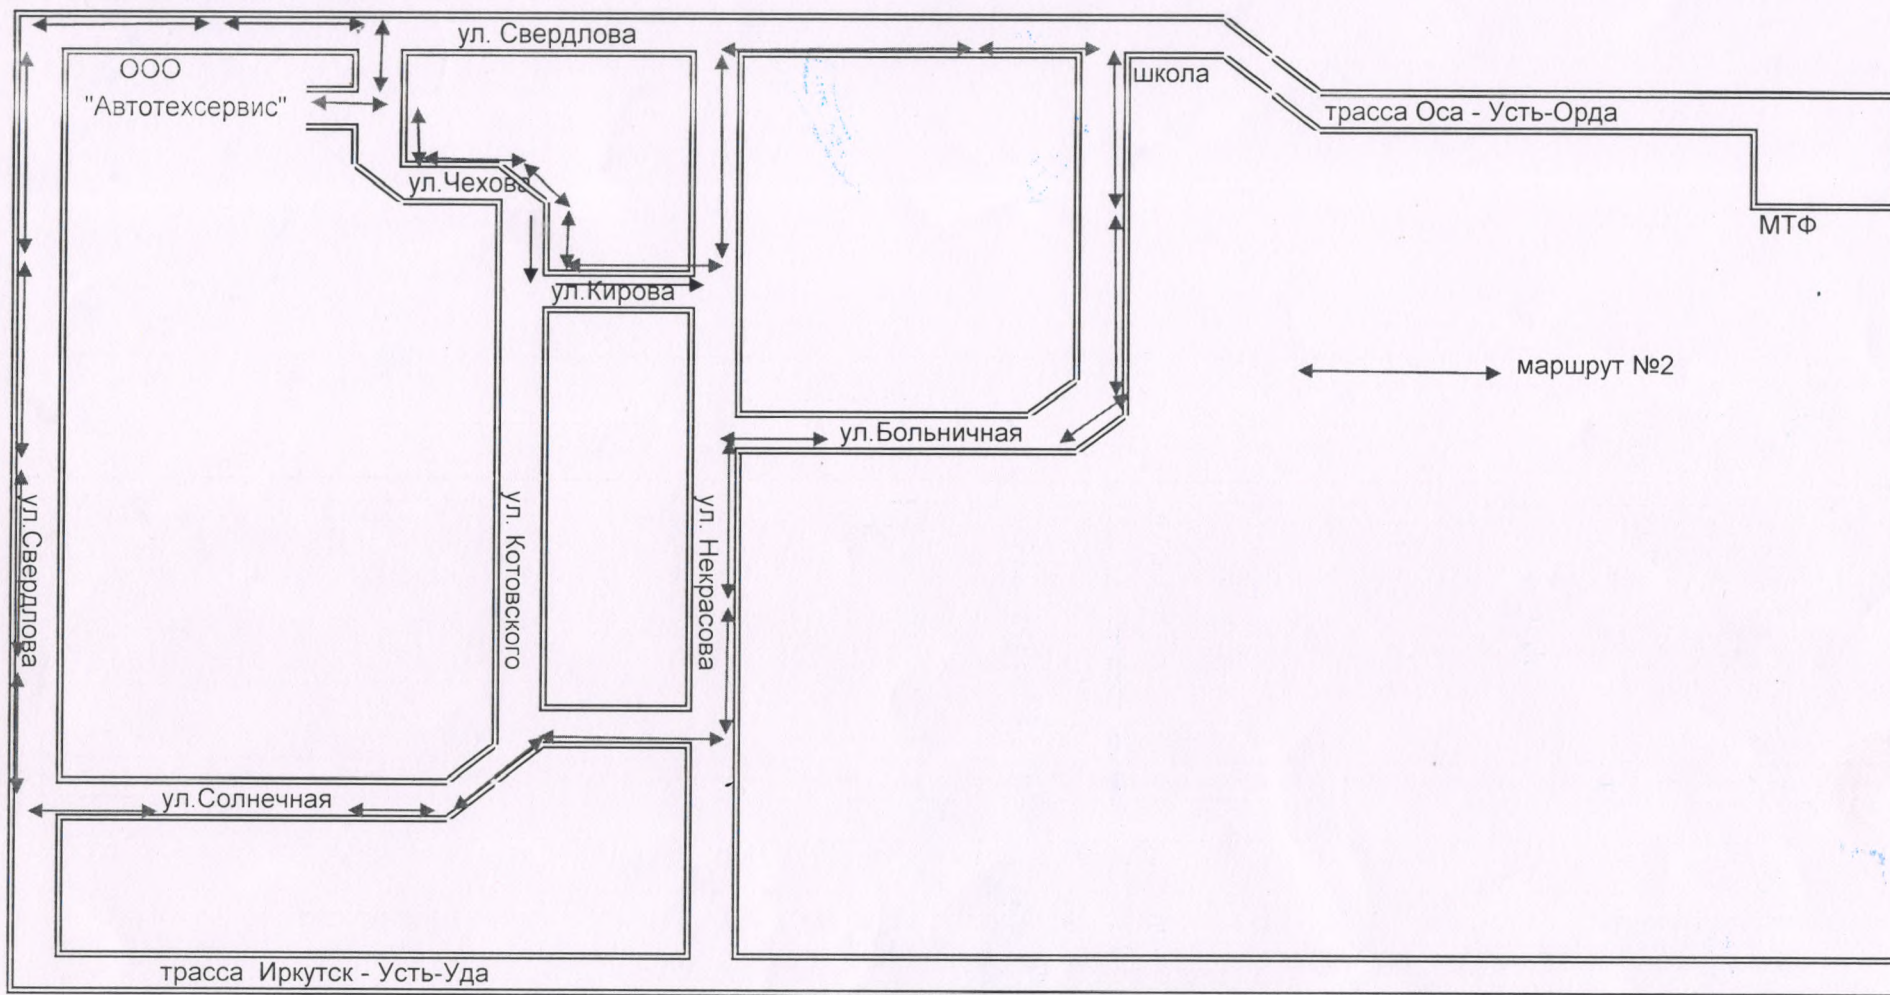 ул. Свердлова
ООО
"Автотехсервис"
школа
трасса Оса - Усть-Орда
ул.Чехова
МТФ
ул.Кирова
маршрут №2
ул.Больничная
ул.Свердлова
ул. Котовского
ул. Некрасова
ул.Солнечная
трасса Иркутск - Усть-Уда